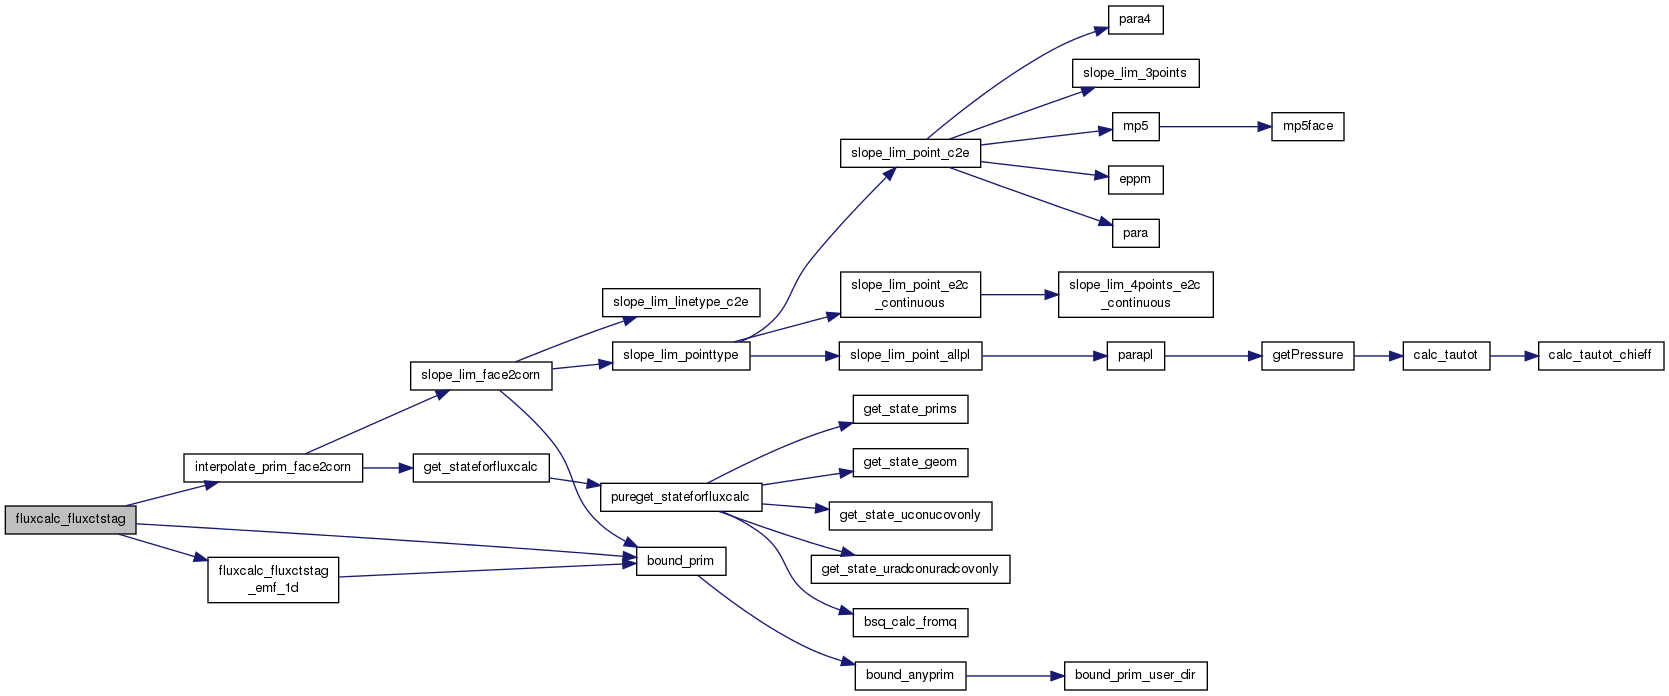 para4
slope_lim_3points
mp5
mp5face
slope_lim_point_c2e
eppm
para
slope_lim_point_e2c
_continuous
slope_lim_4points_e2c
_continuous
slope_lim_linetype_c2e
slope_lim_pointtype
slope_lim_point_allpl
parapl
getPressure
calc_tautot
calc_tautot_chieff
slope_lim_face2corn
get_state_prims
interpolate_prim_face2corn
get_stateforfluxcalc
get_state_geom
pureget_stateforfluxcalc
fluxcalc_fluxctstag
get_state_uconucovonly
bound_prim
get_state_uradconuradcovonly
fluxcalc_fluxctstag
_emf_1d
bsq_calc_fromq
bound_anyprim
bound_prim_user_dir